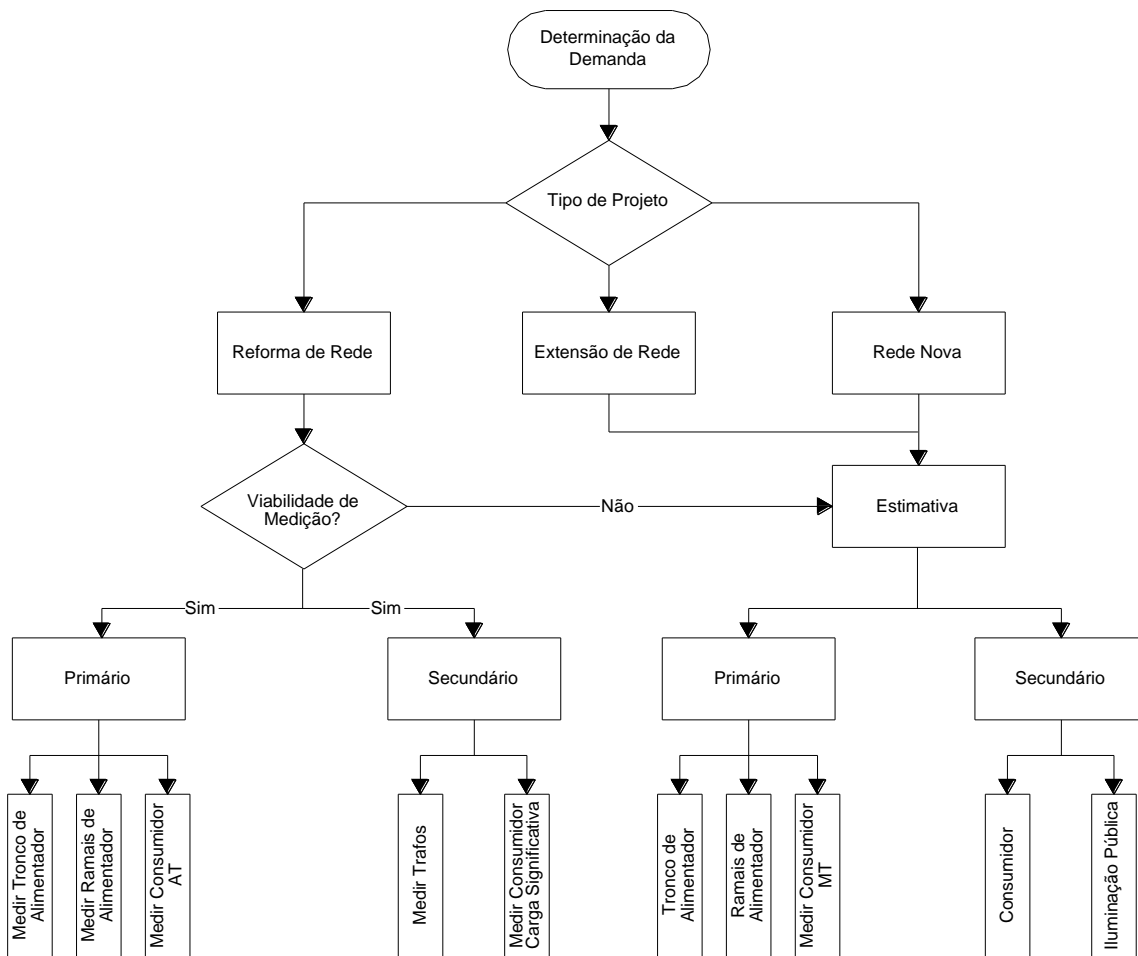 Determinação da
Demanda
Tipo de Projeto
Reforma de Rede
Extensão de Rede
Rede Nova
Viabilidade de
Medição?
Não
Estimativa
Sim
Sim
Primário
Secundário
Primário
Secundário
Medir Tronco de
Alimentador
Medir Ramais de
Alimentador
Medir Consumidor
AT
Medir Trafos
Medir Consumidor
Carga Significativa
Tronco de
Alimentador
Ramais de
Alimentador
Medir Consumidor
MT
Consumidor
Iluminação Pública